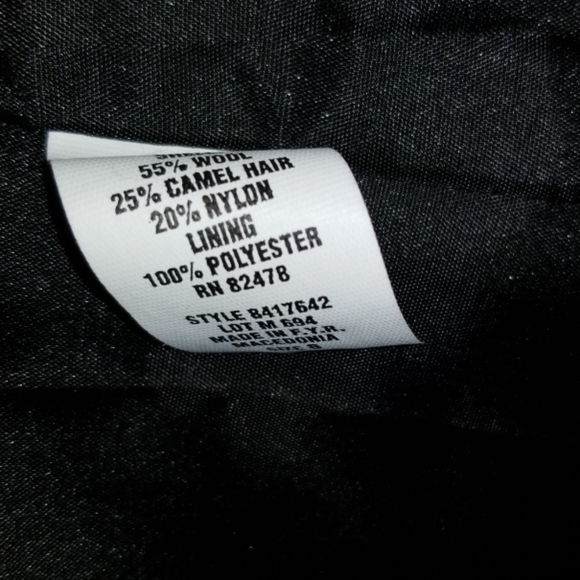 55% WOOL
25% CAMEL HAIR
20% NYLON
LINING
100% POLYESTER
RN 82478
STYLE 8417642
LOT M 694
MADE IN F.Y.R.
MACEDONIA
SIZE